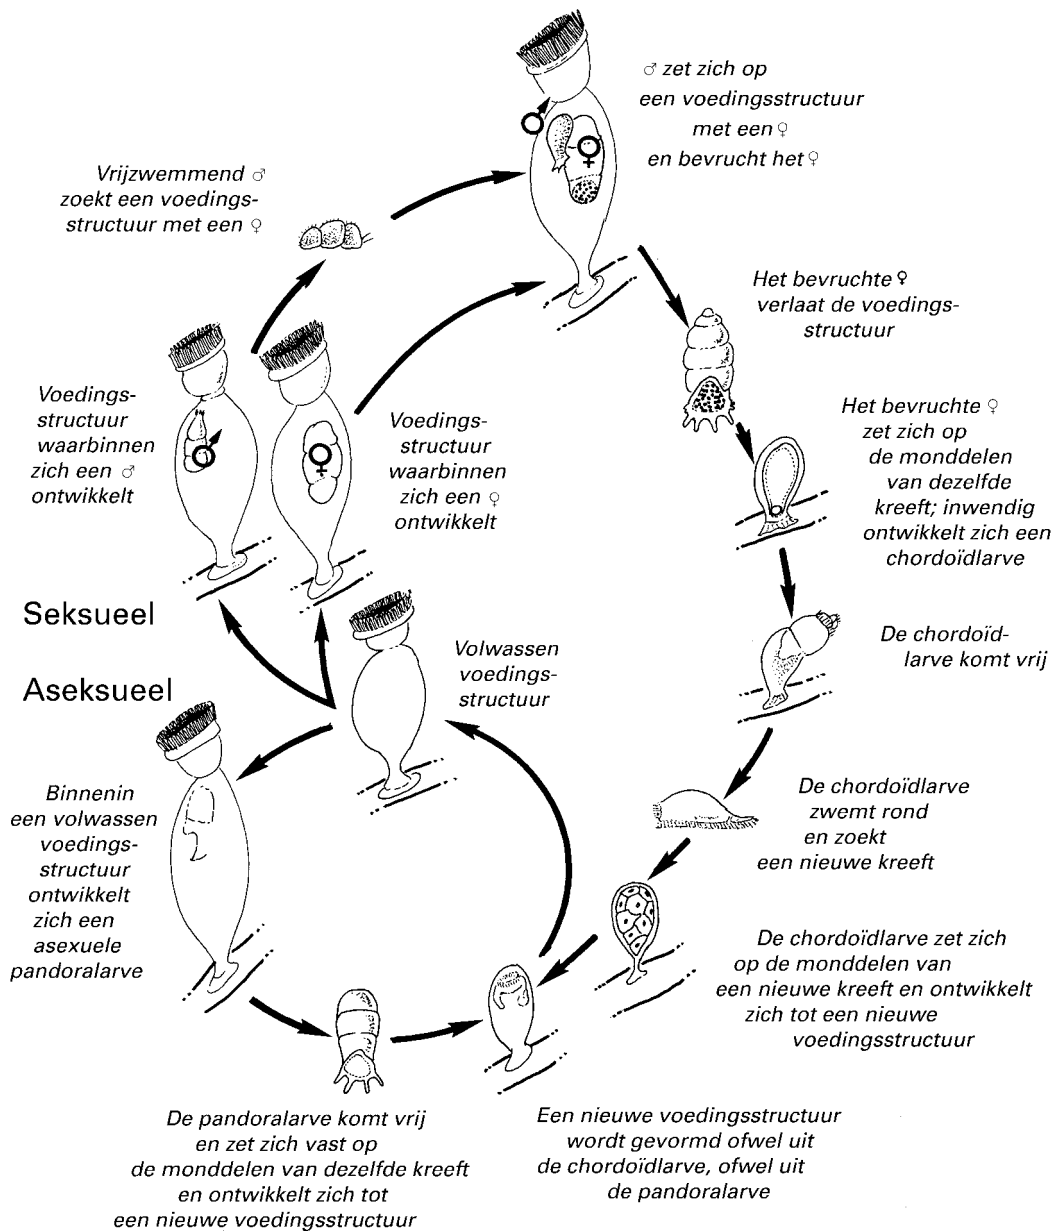 ♂ zet zich op
een voedingsstructuur
met een ♀
en bevrucht het ♀
Vrijzwemmend ♂
zoekt een voedings-
structuur met een ♀
Het bevruchte ♀
verlaat de voedings-
structuur
Voedings-
structuur
waarbinnen
zich een ♂
ontwikkelt
Voedings-
structuur
waarbinnen
zich een ♀
ontwikkelt
Het bevruchte ♀
zet zich op
de monddelen
van dezelfde
kreeft; inwendig
ontwikkelt zich een
chordoïdlarve
Seksueel
Aseksueel
Volwassen
voedings-
structuur
De chordoïd-
larve komt vrij
Binnenin
een volwassen
voedings-
structuur
ontwikkelt
zich een
asexuele
pandoralarve
De chordoïdlarve
zwemt rond
en zoekt
een nieuwe kreeft
De chordoïdlarve zet zich
op de monddelen van
een nieuwe kreeft en ontwikkelt
zich tot een nieuwe
voedingsstructuur
De pandoralarve komt vrij
en zet zich vast op
de monddelen van dezelfde kreeft
en ontwikkelt zich tot
een nieuwe voedingsstructuur
Een nieuwe voedingsstructuur
wordt gevormd ofwel uit
de chordoïdlarve, ofwel uit
de pandoralarve